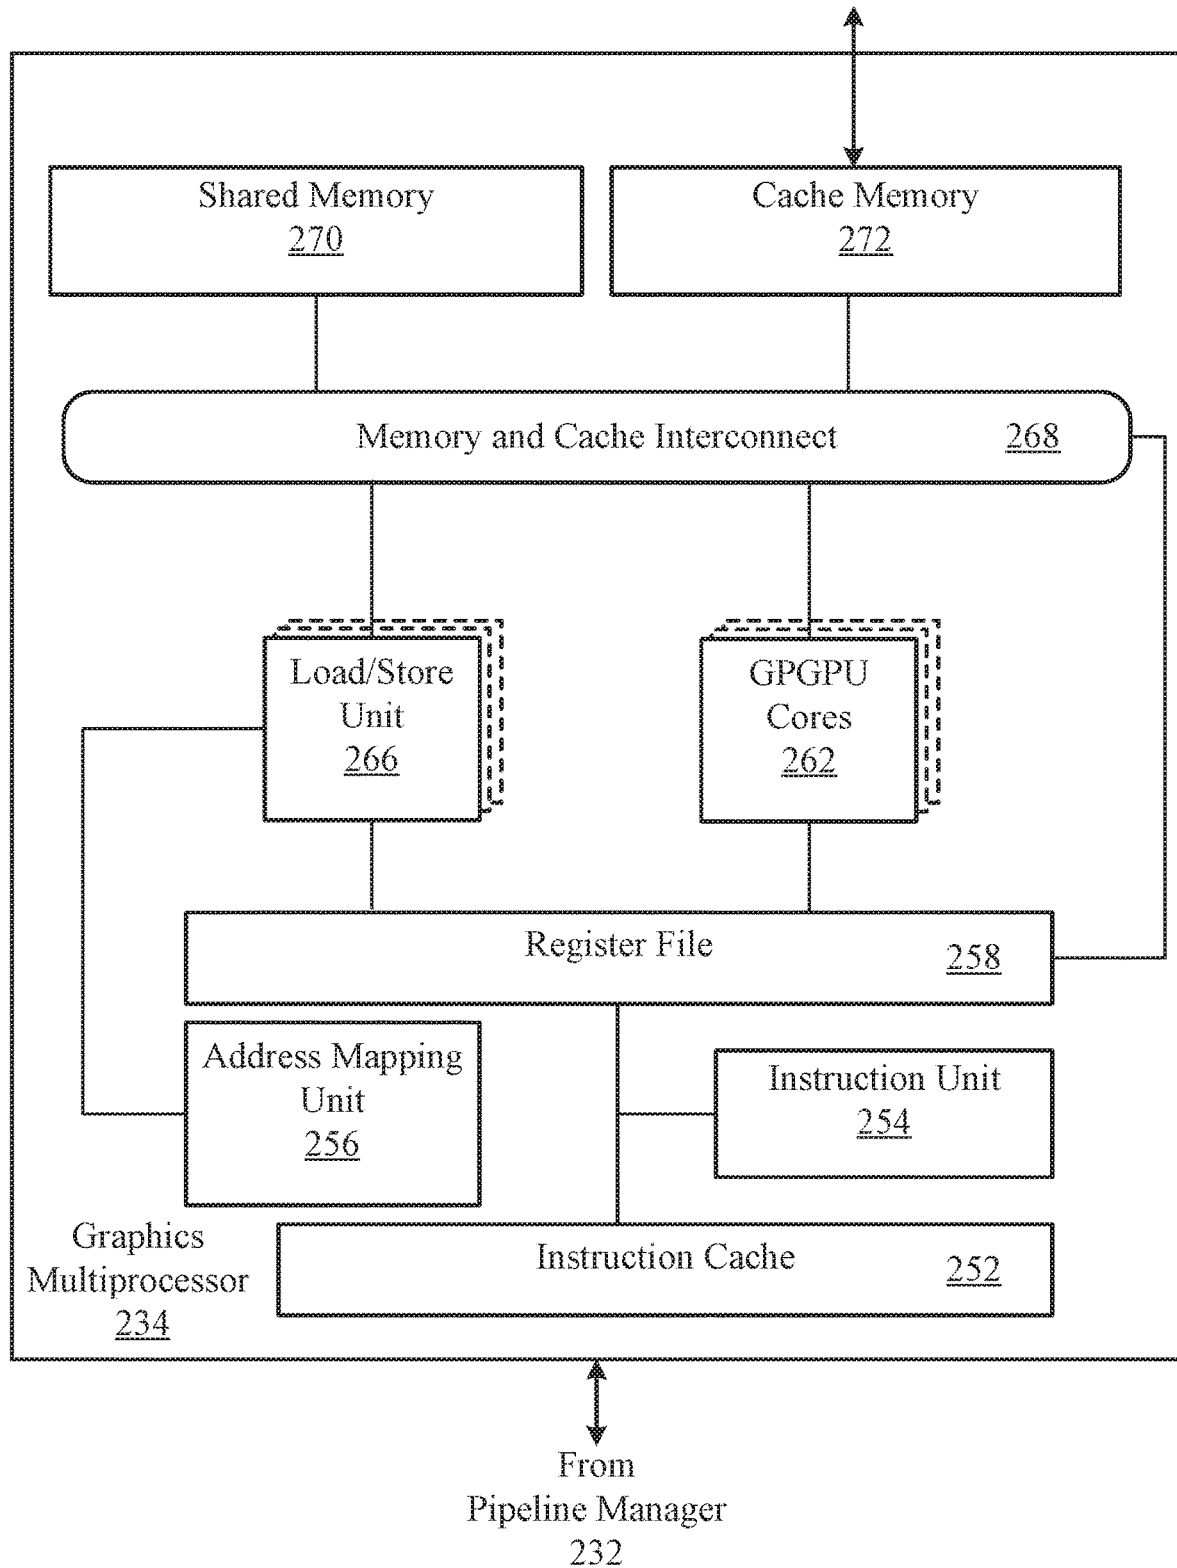 Shared Memory
270
Cache Memory
272
Memory and Cache Interconnect 268
Load/Store
Unit
266
GPGPU
Cores
262
Register File 258
Address Mapping
Unit
256
Instruction Unit
254
Instruction Cache 252
Graphics
Multiprocessor
234
From
Pipeline Manager
232